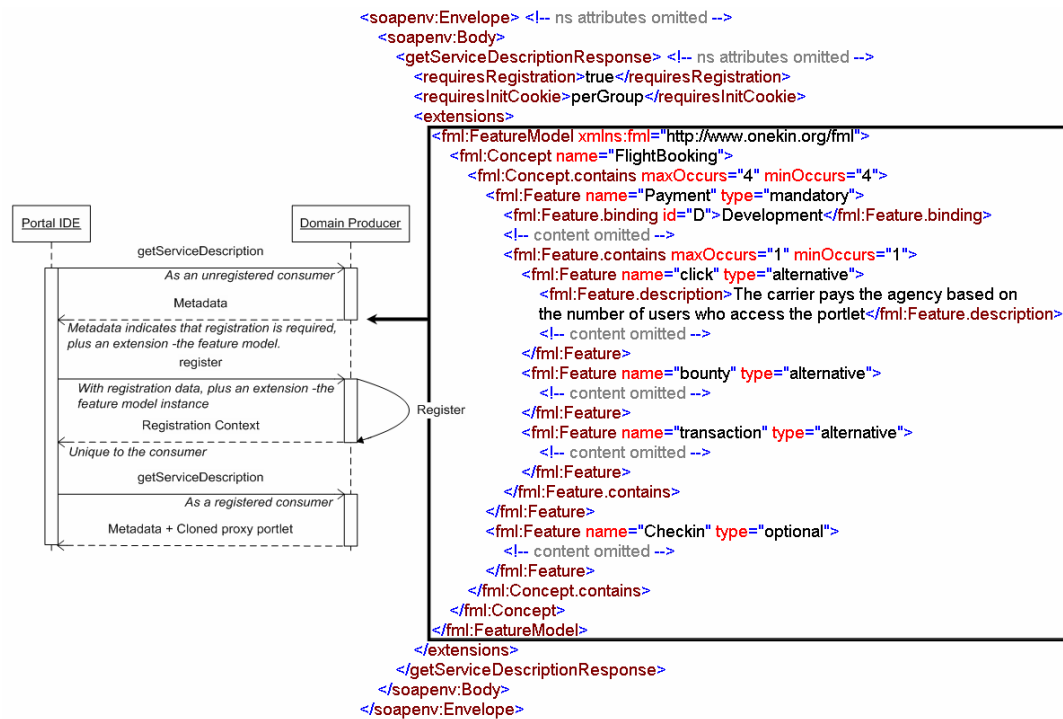 <soapenv:Envelope> <!-- ns attributes omitted -->
<soapenv:Body>
<getServiceDescriptionResponse> <!-- ns attributes omitted -->
<requiresRegistration>true</requiresRegistration>
<requiresInitCookie>perGroup</requiresInitCookie>
<extensions>
<fml:FeatureModel xmlns:fml="http://www.onekin.org/fml">
<fml:Concept name="FlightBooking">
<fml:Concept.contains maxOccurs="4" minOccurs="4">
<fml:Feature name="Payment" type="mandatory">
<fml:Feature.binding id="D">Development</fml:Feature.binding>
<!-- content omitted -->
<fml:Feature.contains maxOccurs="1" minOccurs="1">
<fml:Feature name="click" type="alternative">
<fml:Feature.description>The carrier pays the agency based on
the number of users who access the portlet</fml:Feature.description>
<!-- content omitted -->
</fml:Feature>
<fml:Feature name="bounty" type="alternative">
<!-- content omitted -->
</fml:Feature>
<fml:Feature name="transaction" type="alternative">
<!-- content omitted -->
</fml:Feature>
</fml:Feature.contains>
</fml:Feature>
<fml:Feature name="Checkin" type="optional">
<!-- content omitted -->
</fml:Feature>
</fml:Concept.contains>
</fml:Concept>
</fml:FeatureModel>
</extensions>
</getServiceDescriptionResponse>
</soapenv:Body>
</soapenv:Envelope>
Portal IDE
Domain Producer
getServiceDescription
As an unregistered consumer
Metadata
Metadata indicates that registration is required,
plus an extension -the feature model.
register
With registration data, plus an extension -the
feature model instance
Register
Registration Context
Unique to the consumer
getServiceDescription
As a registered consumer
Metadata + Cloned proxy portlet